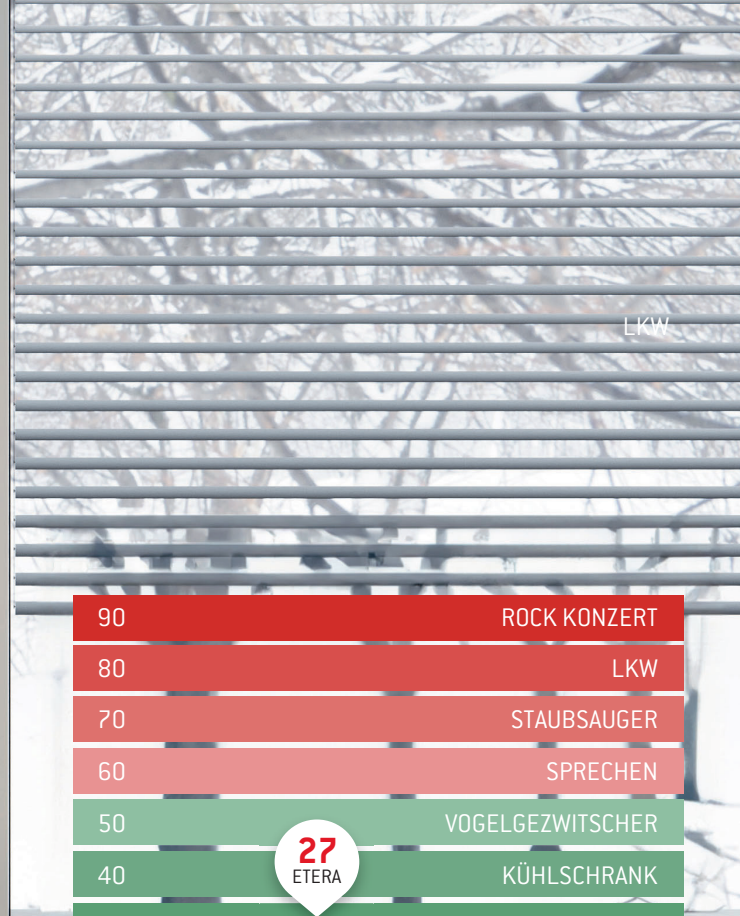 LKW
90 ROCK KONZERT
80 LKW
70 STAUBSAUGER
60 SPRECHEN
50 VOGELGEZWITSCHER
27
ETERA
40 KÜHLSCHRANK